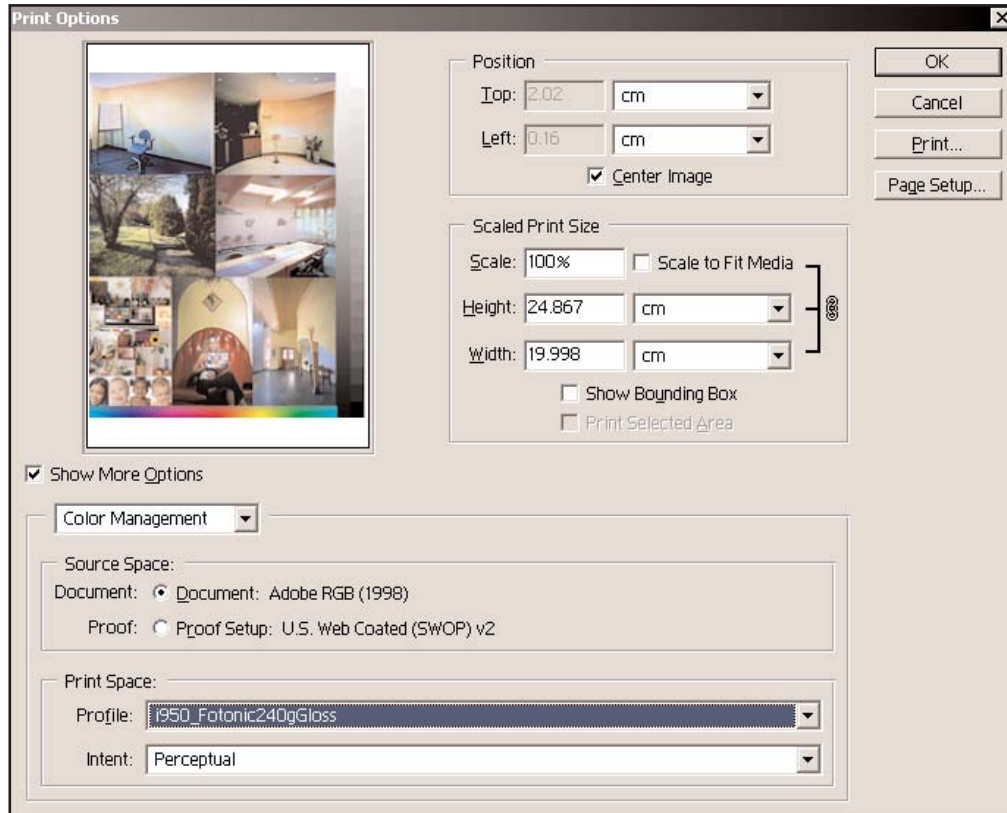 Print Options
Position
Top: 2.02 cm
Left: 0.16 cm
Center Image
OK
Cancel
Print...
Page Setup...
Scaled Print Size
Scale: 100% Scale to Fit Media
Height: 24.867 cm
Width: 19.998 cm
Show Bounding Box
Print Selected Area
Show More Options
Color Management
Source Space:
Document: Document: Adobe RGB (1998)
Proof: Proof Setup: U.S. Web Coated (SWOP) v2
Print Space:
Profile: i950_Fotonic240gGloss
Intent: Perceptual